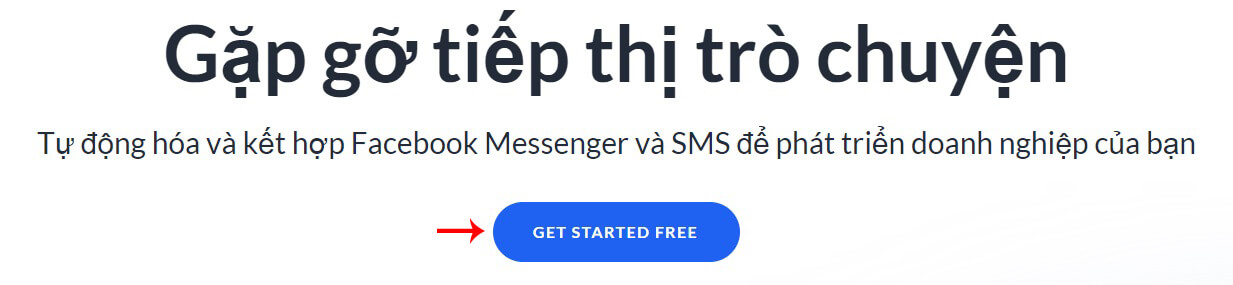 Gặp gỡ tiếp thị trò chuyện
Tự động hóa và kết hợp Facebook Messenger và SMS để phát triển doanh nghiệp của bạn
GET STARTED FREE